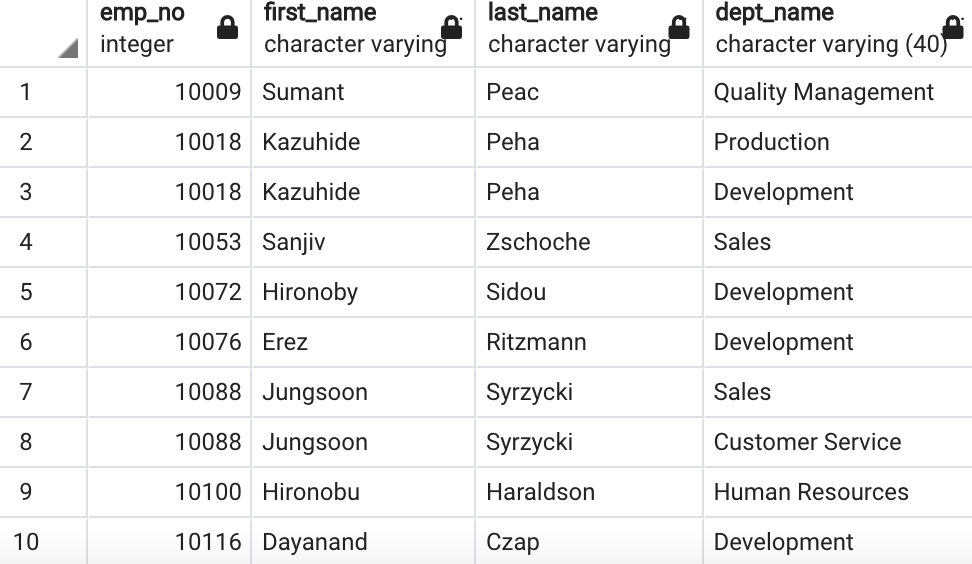 emp_no first_name last_name dept_name
integer character varying character varying character varying (40)
1 10009 Sumant Peac Quality Management
2 10018 Kazuhide Peha Production
3 10018 Kazuhide Peha Development
4 10053 Sanjiv Zschoche Sales
5 10072 Hironoby Sidou Development
6 10076 Erez Ritzmann Development
7 10088 Jungsoon Syrzycki Sales
8 10088 Jungsoon Syrzycki Customer Service
9 10100 Hironobu Haraldson Human Resources
10 10116 Dayanand Czap Development